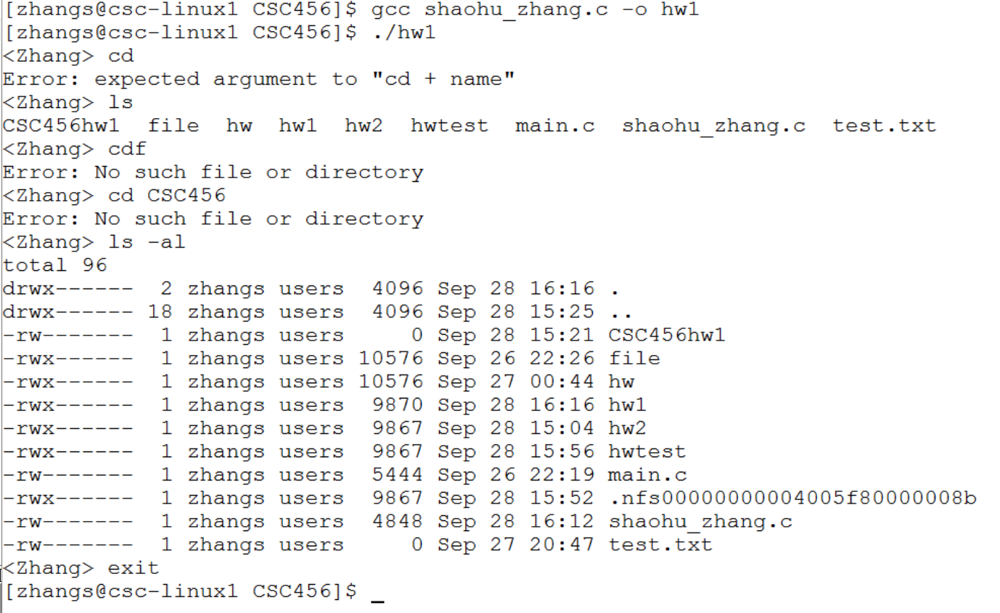 [zhangs@csc-linux1 CSC456]$ gcc shaohu_zhang.c -o hw1
[zhangs@csc-linux1 CSC456]$ ./hw1
<Zhang> cd
Error: expected argument to "cd + name"
<Zhang> ls
CSC456hw1  file  hw  hw1  hw2  hwtest  main.c  shaohu_zhang.c  test.txt
<Zhang> cdf
Error: No such file or directory
<Zhang> cd CSC456
Error: No such file or directory
<Zhang> ls -al
total 96
drwx------  2 zhangs users  4096 Sep 28 16:16 .
drwx------ 18 zhangs users  4096 Sep 28 15:25 ..
-rw-------  1 zhangs users     0 Sep 28 15:21 CSC456hw1
-rwx------  1 zhangs users 10576 Sep 26 22:26 file
-rwx------  1 zhangs users 10576 Sep 27 00:44 hw
-rwx------  1 zhangs users  9870 Sep 28 16:16 hw1
-rwx------  1 zhangs users  9867 Sep 28 15:04 hw2
-rwx------  1 zhangs users  9867 Sep 28 15:56 hwtest
-rw-------  1 zhangs users  5444 Sep 26 22:19 main.c
-rwx------  1 zhangs users  9867 Sep 28 15:52 .nfs00000000004005f80000008b
-rw-------  1 zhangs users  4848 Sep 28 16:12 shaohu_zhang.c
-rw-------  1 zhangs users     0 Sep 27 20:47 test.txt
<Zhang> exit
[zhangs@csc-linux1 CSC456]$ _